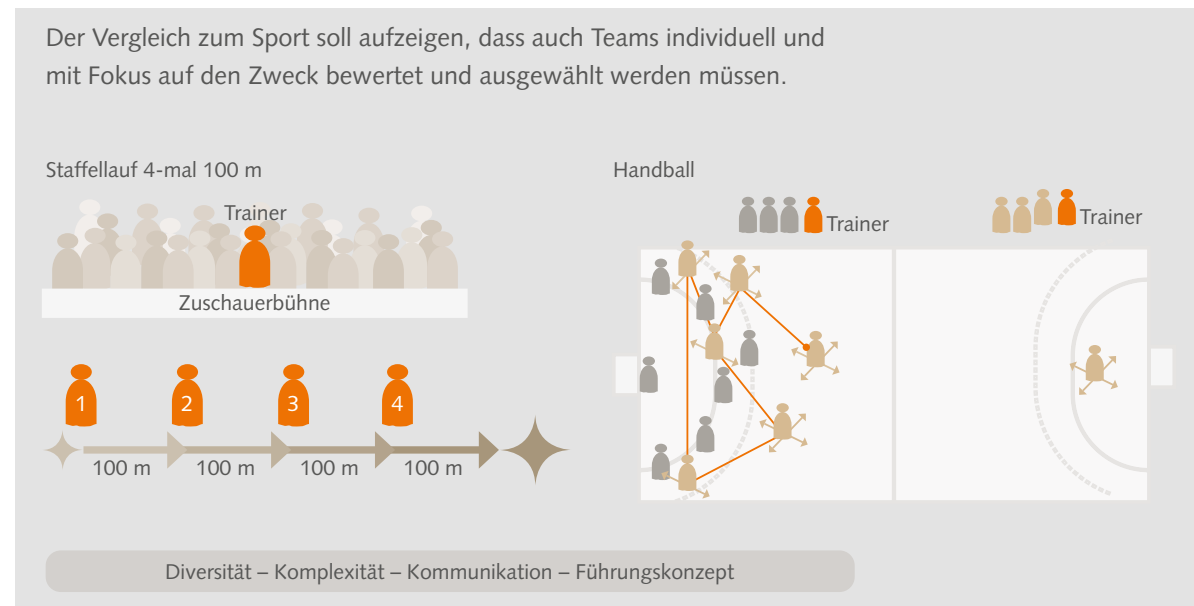 Der Vergleich zum Sport soll aufzeigen, dass auch Teams individuell und
mit Fokus auf den Zweck bewertet und ausgewählt werden müssen.
Staffellauf 4-mal 100 m
Trainer
Zuschauerbühne
1
2
3
4
100 m
100 m
100 m
100 m
Handball
Trainer
Trainer
Diversität – Komplexität – Kommunikation – Führungskonzept